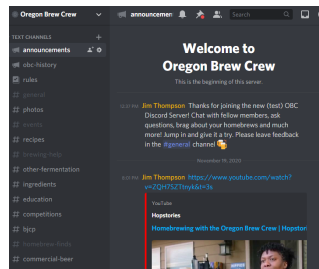 Oregon Brew Crew
announcemen
Search
TEXT CHANNELS
announcements
obc-history
rules
general
photos
events
recipes
brewing-help
other-fermentation
ingredients
education
competitions
bjcp
homebrew-finds
commercial-beer
Welcome to
Oregon Brew Crew
This is the beginning of this server.
Jim Thompson Thanks for joining the new (test) OBC
Discord Server! Chat with fellow members, ask
questions, brag about your homebrews and much
more! Jump in and give it a try. Please leave feedback
in the #general channel
November 19, 2020
Jim Thompson https://www.youtube.com/watch?
v=ZQH75ZTtnyk&t=3s
YouTube
Hopstories
Homebrewing with the Oregon Brew Crew | Hopstor